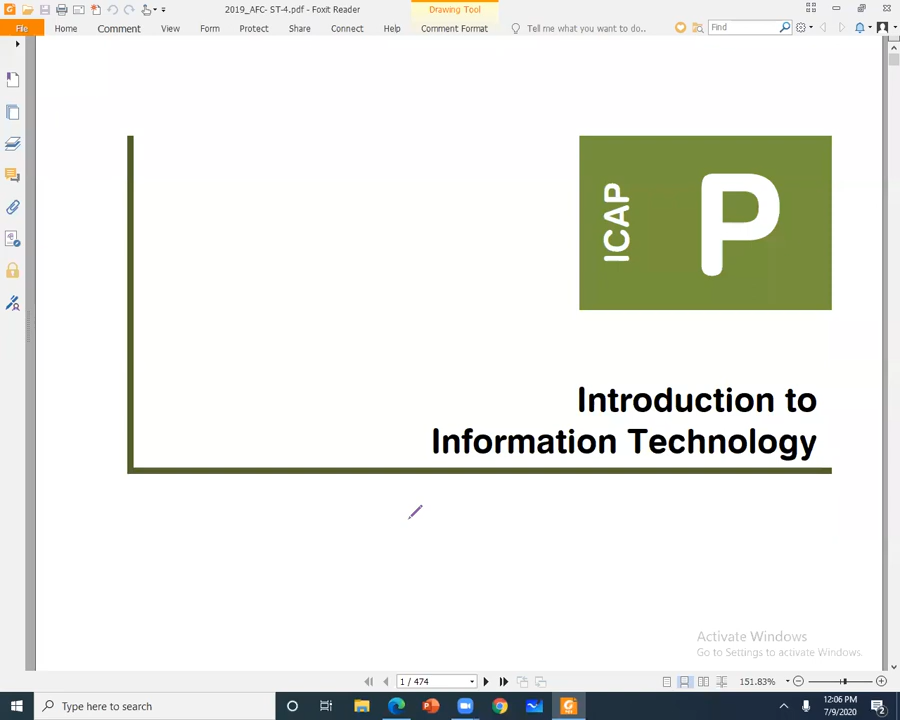 2019_AFC- ST-4.pdf - Foxit Reader
Drawing Tool
File Home Comment View Form Protect Share Connect Help Comment Format Tell me what you want to do.. Find
ICAP
P
Introduction to
Information Technology
Activate Windows
Go to Settings to activate Windows.
1 / 474
151.83%
Type here to search
12:06 PM
7/9/2020
2